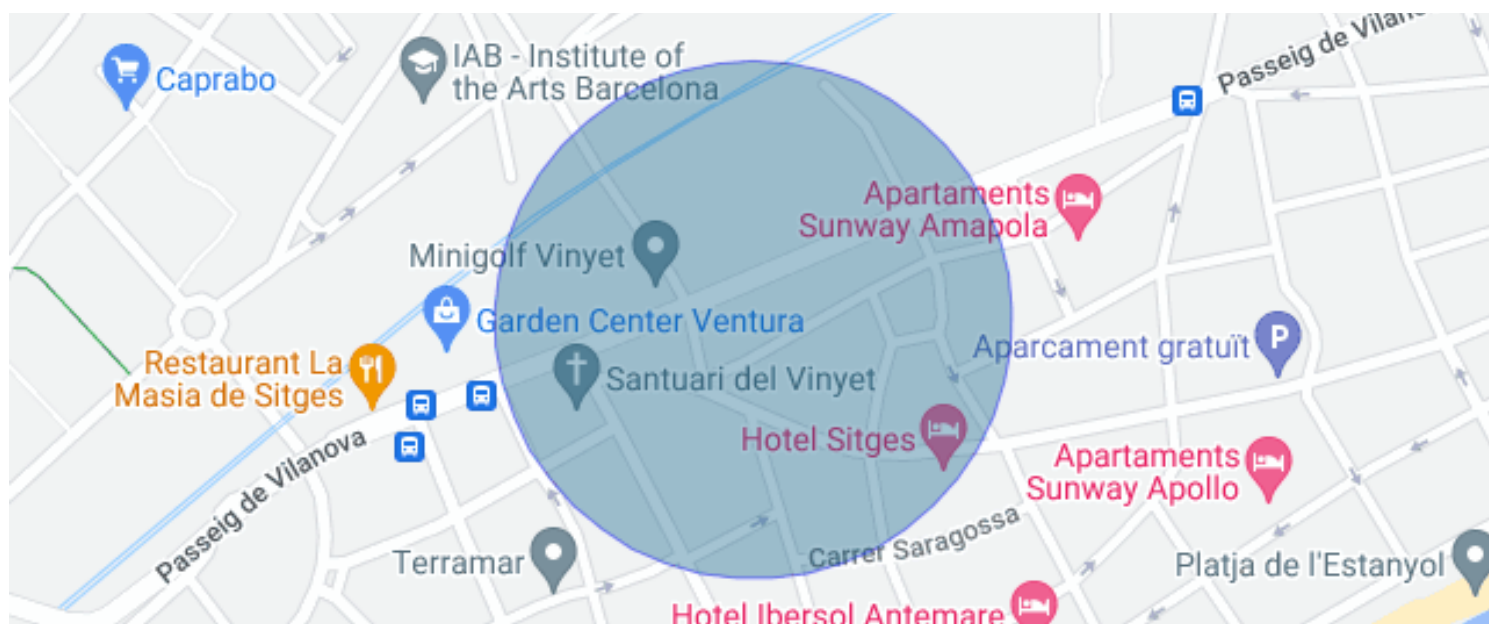 IAB - Institute of
the Arts Barcelona
Caprabo
Passeig de Vilano
Apartaments
Sunway Amapola
Minigolf Vinyet
Garden Center Ventura
Restaurant La
Masia de Sitges
Santuari del Vinyet
Aparcament gratuït
P
Hotel Sitges
Apartaments
Sunway Apollo
Passeig de Vilanova
Carrer Saragossa
Terramar
Platja de l'Estanyol
Hotel Ibersol Antemare